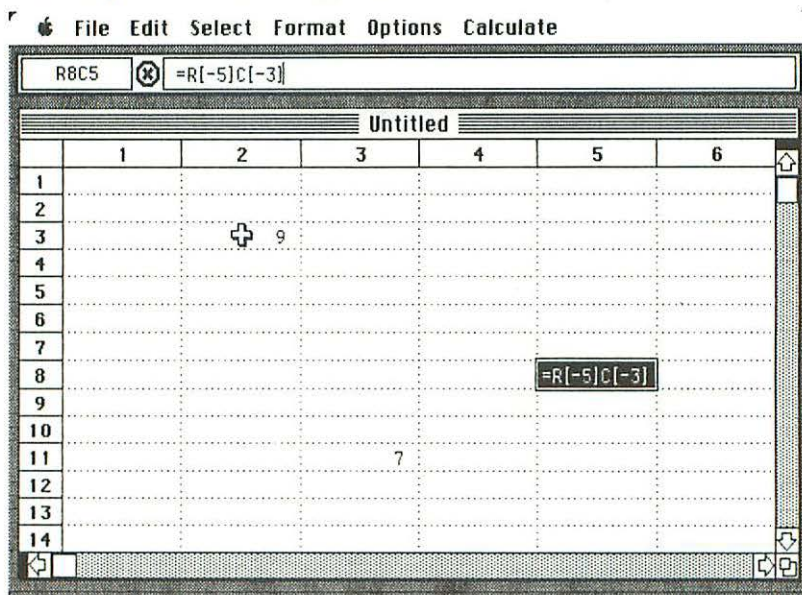 File Edit Select Format Options Calculate
R8C5 =R[-5]C[-3]
Untitled
1 2 3 4 5 6
1
2
3 9
4
5
6
7
8 =R[-5]C[-3]
9
10
11 7
12
13
14